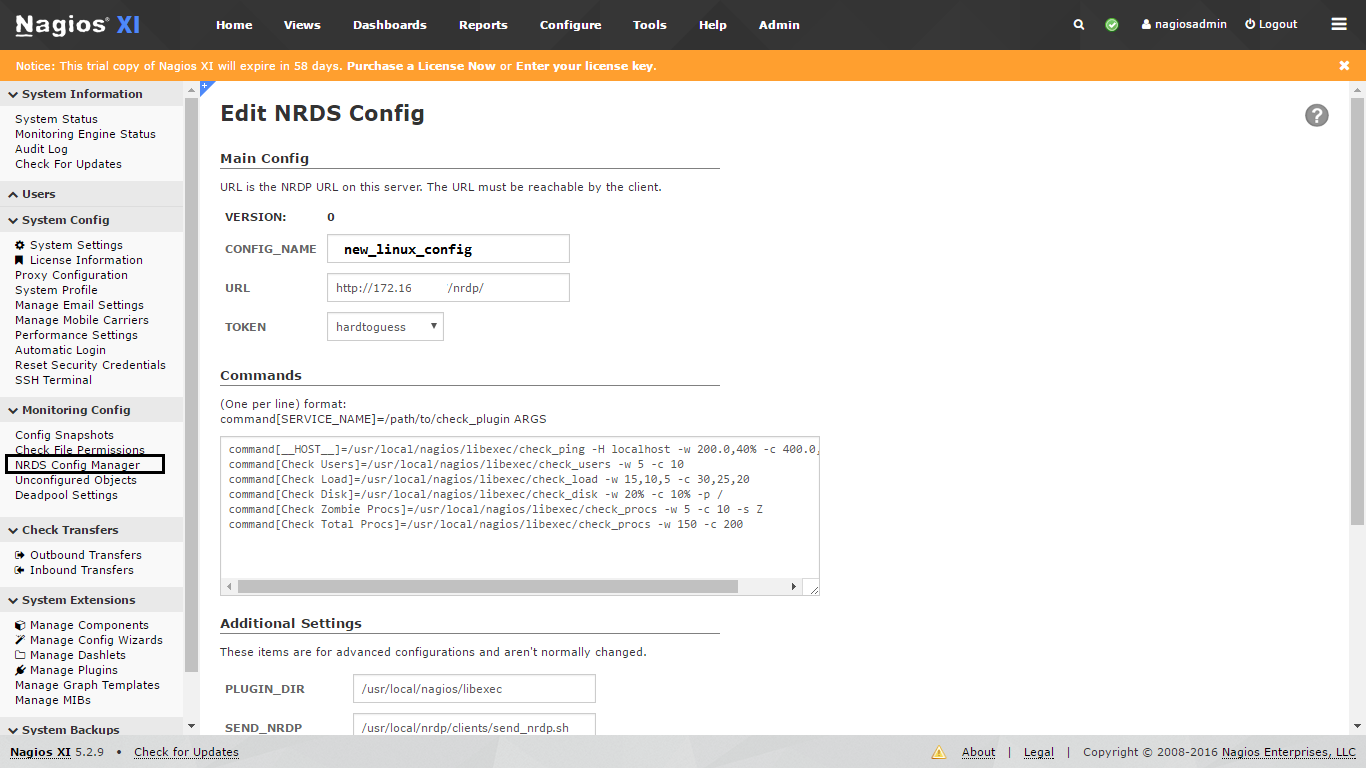 Nagios® XI
Home Views Dashboards Reports Configure Tools Help Admin nagiosadmin Logout
Notice: This trial copy of Nagios XI will expire in 58 days. Purchase a License Now or Enter your license key.
System Information
System Status
Monitoring Engine Status
Audit Log
Check For Updates
Users
System Config
System Settings
License Information
Proxy Configuration
System Profile
Manage Email Settings
Manage Mobile Carriers
Performance Settings
Automatic Login
Reset Security Credentials
SSH Terminal
Monitoring Config
Config Snapshots
Check File Permissions
NRDS Config Manager
Unconfigured Objects
Deadpool Settings
Check Transfers
Outbound Transfers
Inbound Transfers
System Extensions
Manage Components
Manage Config Wizards
Manage Dashlets
Manage Plugins
Manage Graph Templates
Manage MIBs
System Backups
Edit NRDS Config
Main Config
URL is the NRDP URL on this server. The URL must be reachable by the client.
VERSION: 0
CONFIG_NAME new_linux_config
URL http://172.16 /nrdp/
TOKEN hardtoguess
Commands
(One per line) format:
command[SERVICE_NAME]=/path/to/check_plugin ARGS
command[__HOST__]=/usr/local/nagios/libexec/check_ping -H localhost -w 200.0,40% -c 400.0,
command[Check Users]=/usr/local/nagios/libexec/check_users -w 5 -c 10
command[Check Load]=/usr/local/nagios/libexec/check_load -w 15,10,5 -c 30,25,20
command[Check Disk]=/usr/local/nagios/libexec/check_disk -w 20% -c 10% -p /
command[Check Zombie Procs]=/usr/local/nagios/libexec/check_procs -w 5 -c 10 -s Z
command[Check Total Procs]=/usr/local/nagios/libexec/check_procs -w 150 -c 200
Additional Settings
These items are for advanced configurations and aren't normally changed.
PLUGIN_DIR /usr/local/nagios/libexec
SEND_NRDP /usr/local/nrdp/clients/send_nrdp.sh
Nagios XI 5.2.9 • Check for Updates About | Legal | Copyright © 2008-2016 Nagios Enterprises, LLC